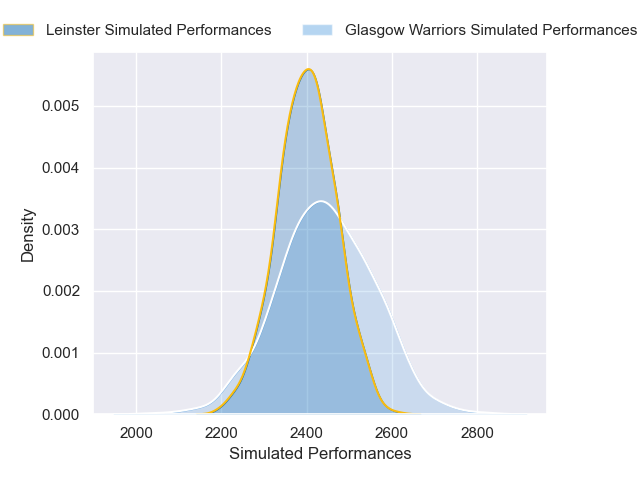 Leinster Simulated Performances
Glasgow Warriors Simulated Performances
0.005
0.004
0.003
0.002
0.001
0.000
Density
2000 2200 2400 2600 2800
Simulated Performances